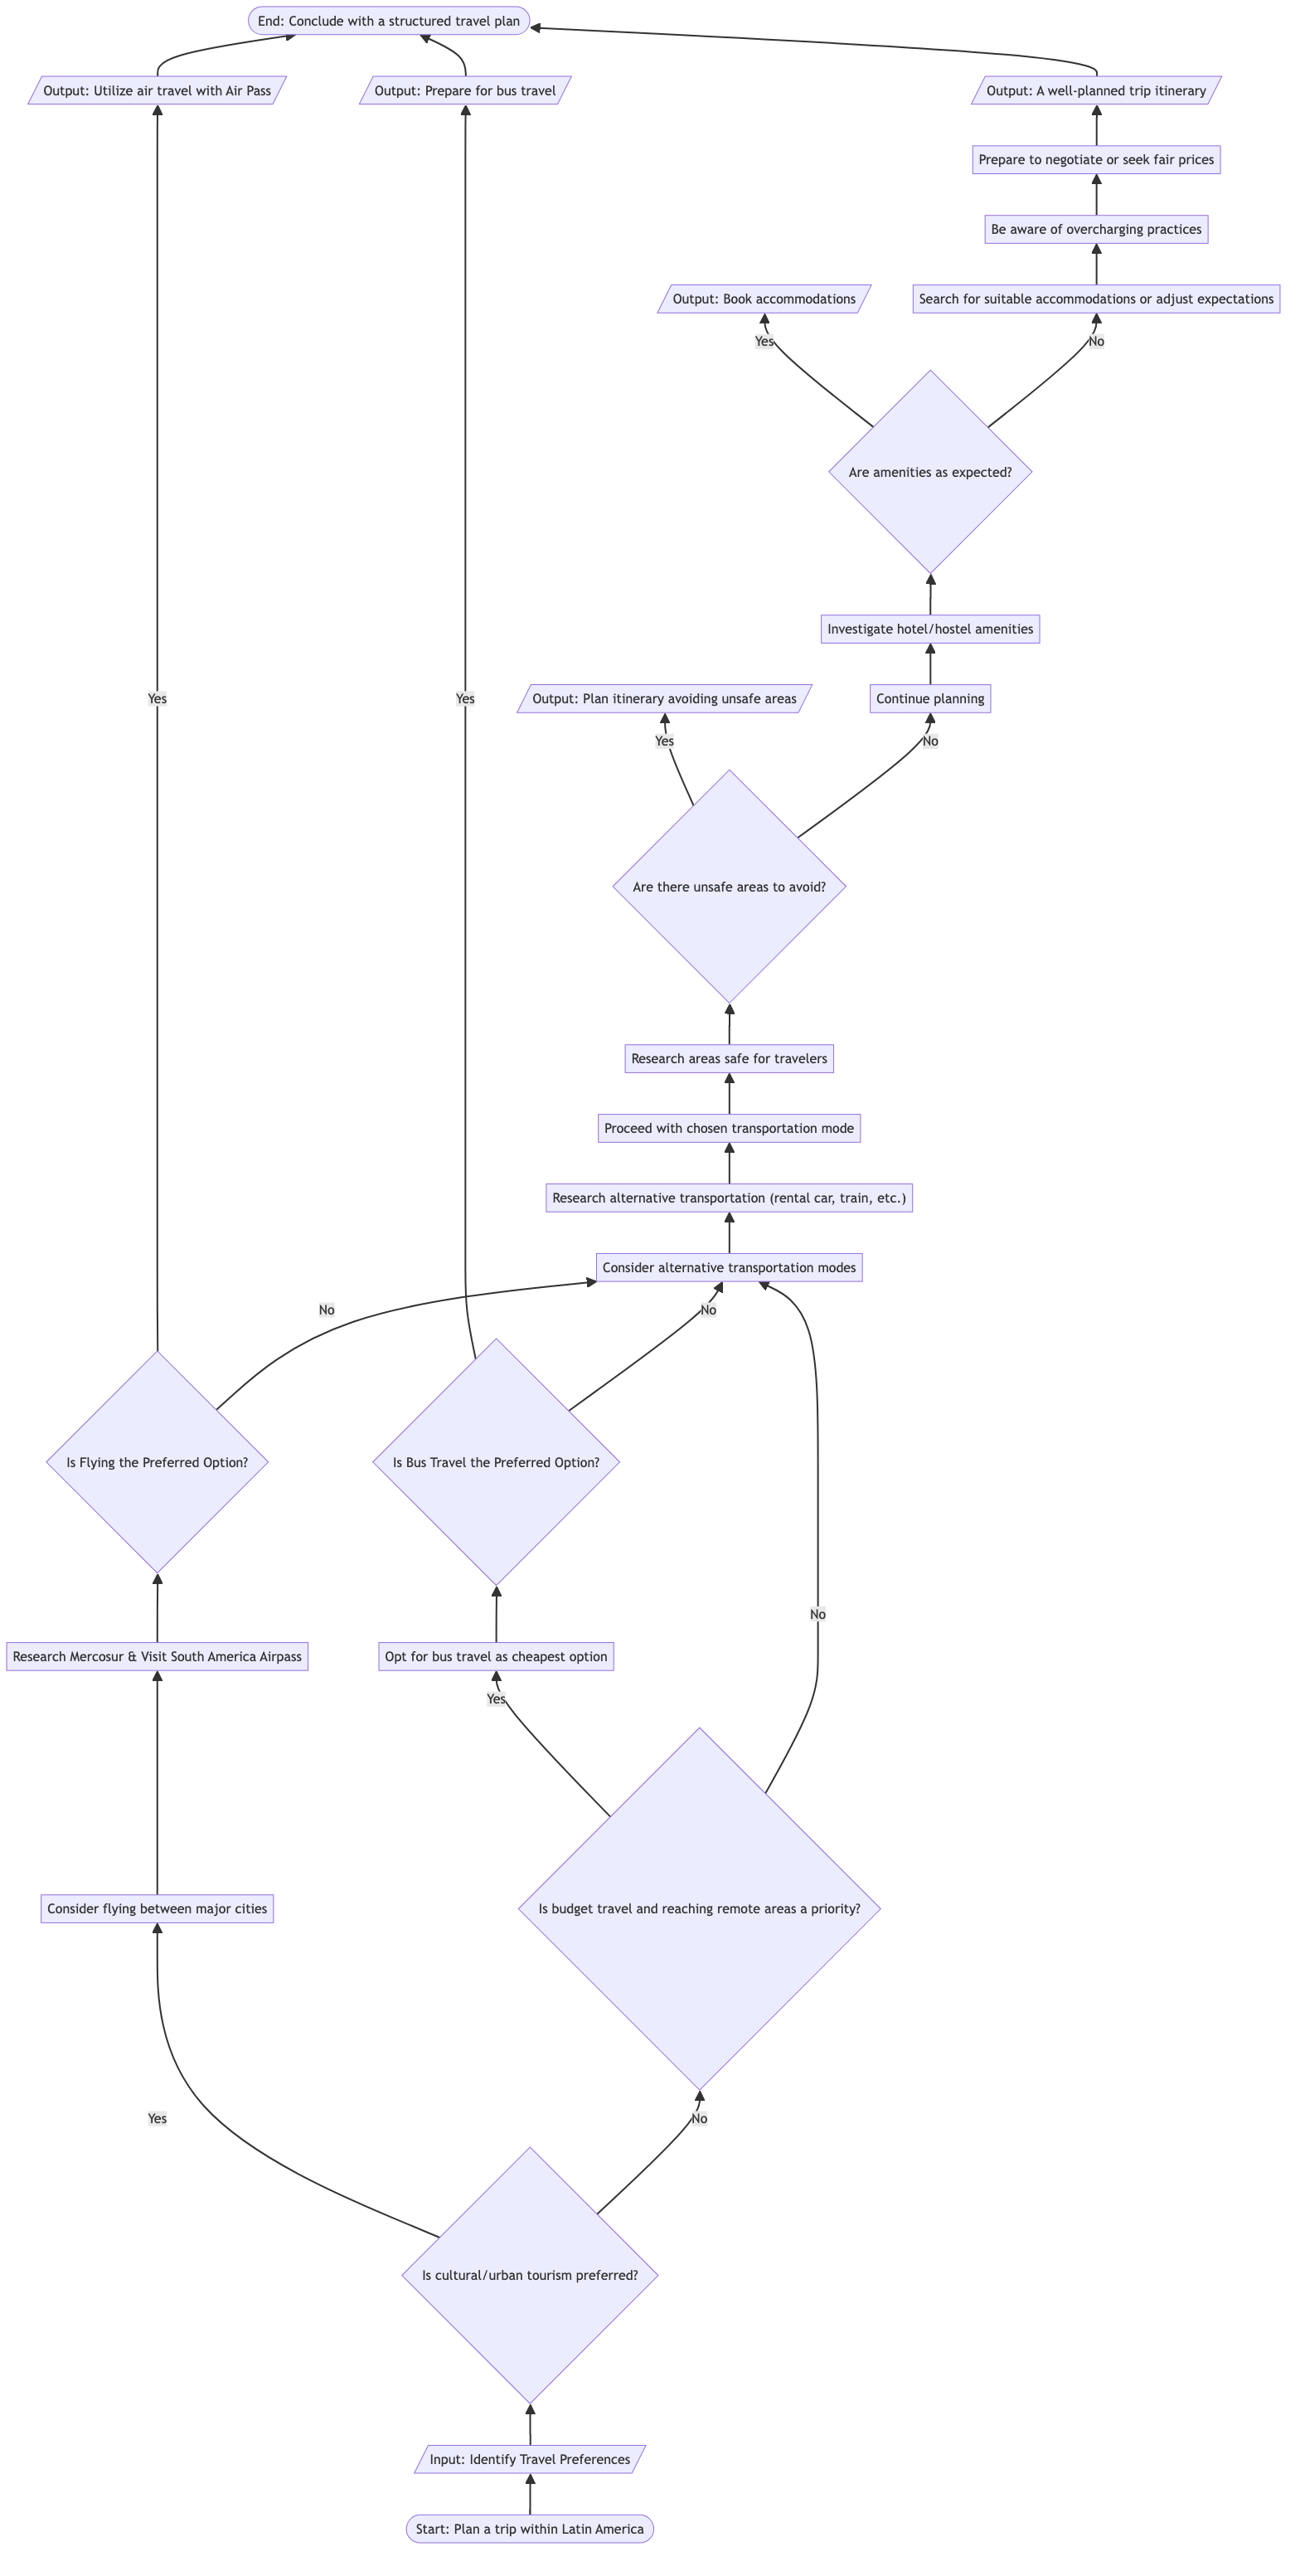 End: Conclude with a structured travel plan
Output: Utilize air travel with Air Pass
Output: Prepare for bus travel
Output: A well-planned trip itinerary
Prepare to negotiate or seek fair prices
Be aware of overcharging practices
Output: Book accommodations
Search for suitable accommodations or adjust expectations
Yes
No
Are amenities as expected?
Investigate hotel/hostel amenities
Yes
Yes
Output: Plan itinerary avoiding unsafe areas
Continue planning
Yes
No
Are there unsafe areas to avoid?
Research areas safe for travelers
Proceed with chosen transportation mode
Research alternative transportation (rental car, train, etc.)
Consider alternative transportation modes
No
No
Is Flying the Preferred Option?
Is Bus Travel the Preferred Option?
No
Research Mercosur & Visit South America Airpass
Opt for bus travel as cheapest option
Yes
Consider flying between major cities
Is budget travel and reaching remote areas a priority?
Yes
No
Is cultural/urban tourism preferred?
Input: Identify Travel Preferences
Start: Plan a trip within Latin America